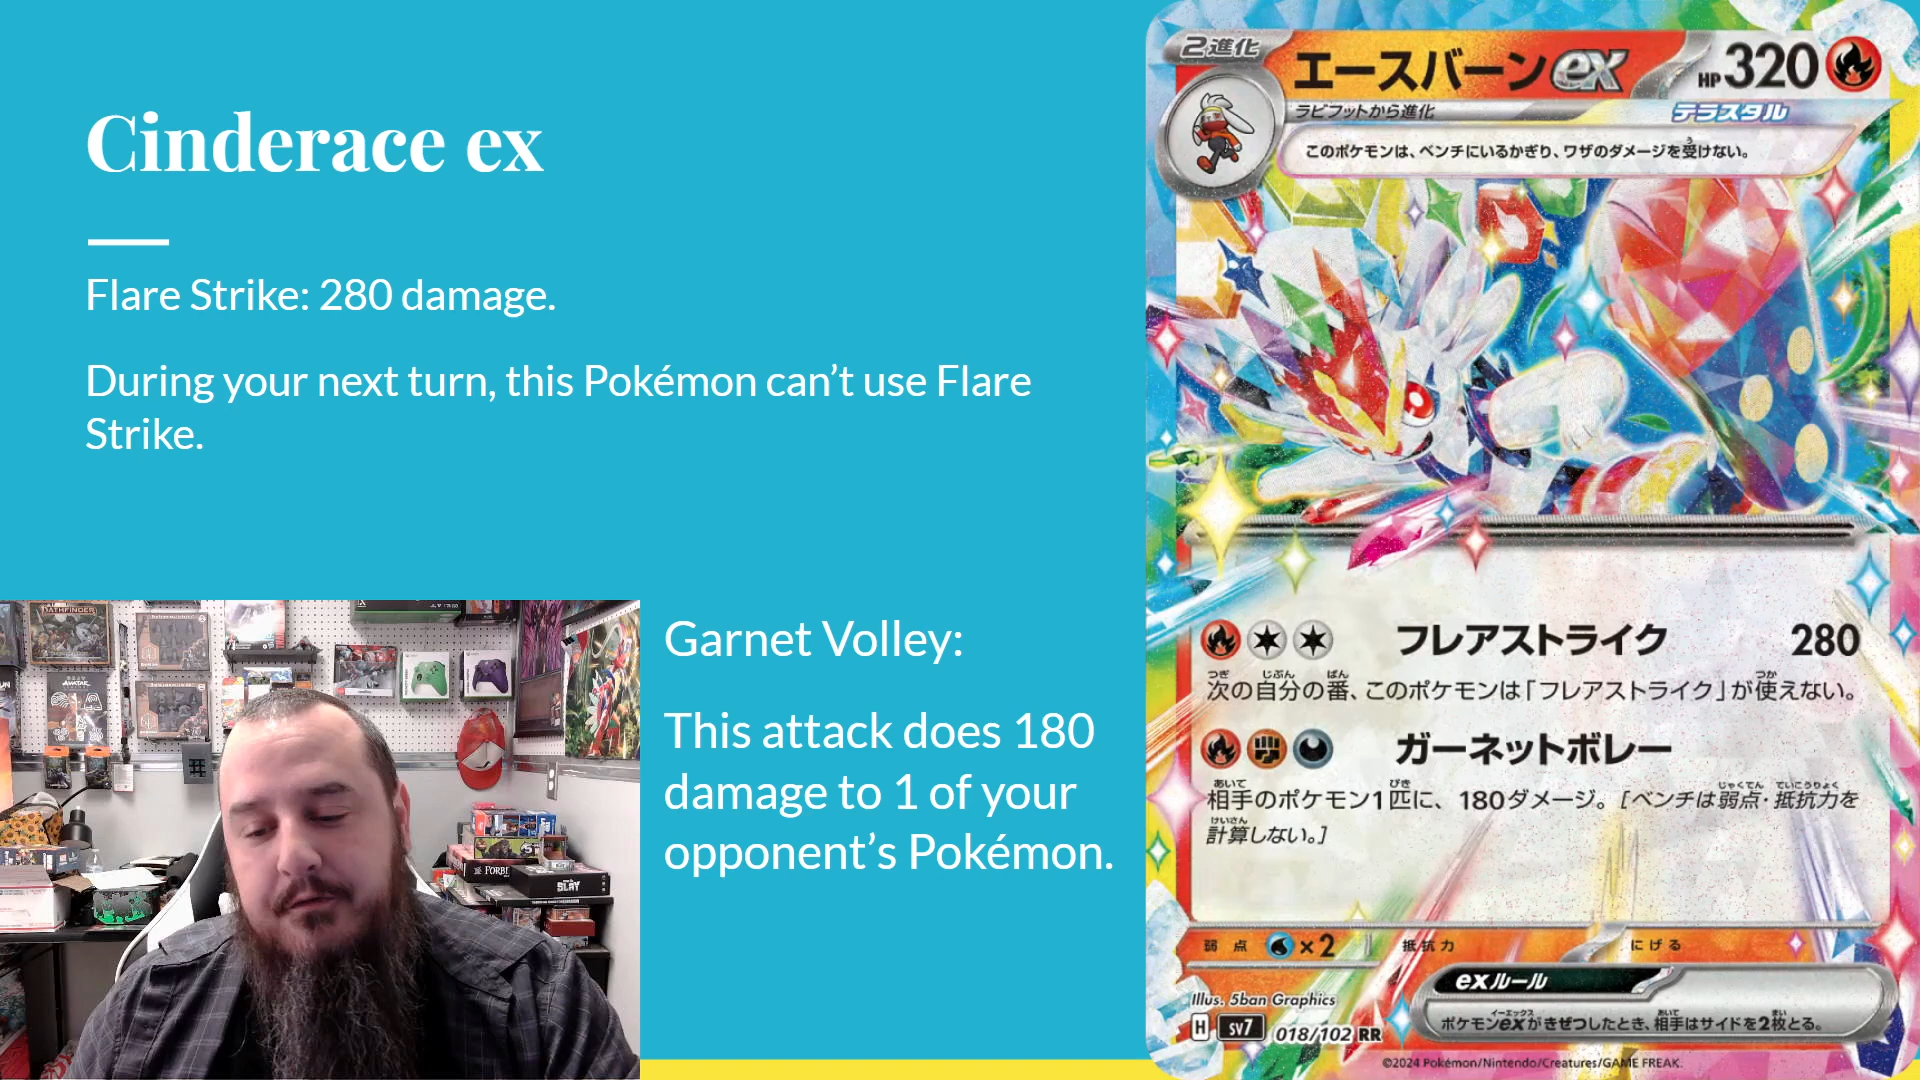 Cinderace ex
Flare Strike: 280 damage.
During your next turn, this Pokémon can’t use Flare
Strike.
Garnet Volley:
This attack does 180
damage to 1 of your
opponent’s Pokémon.
PATHFINDER
AVATAR
FORBI
SLAY
2進化
エースバーンex
HP320
ラビフットから進化
テラスタル
このポケモンは、ベンチにいるかぎり、ワザのダメージを受けない。
フレアストライク 280
次の自分の番、このポケモンは「フレアストライク」が使えない。
ガーネットボレー
相手のポケモン1匹に、180ダメージ。[ベンチは弱点・抵抗力を
計算しない。]
弱点 ×2 抵抗力 にげる
exルール
ポケモンexがきぜつしたとき、相手はサイドを2枚とる。
Illus. 5ban Graphics
H sv7 018/102 RR
©2024 Pokémon/Nintendo/Creatures/GAME FREAK.